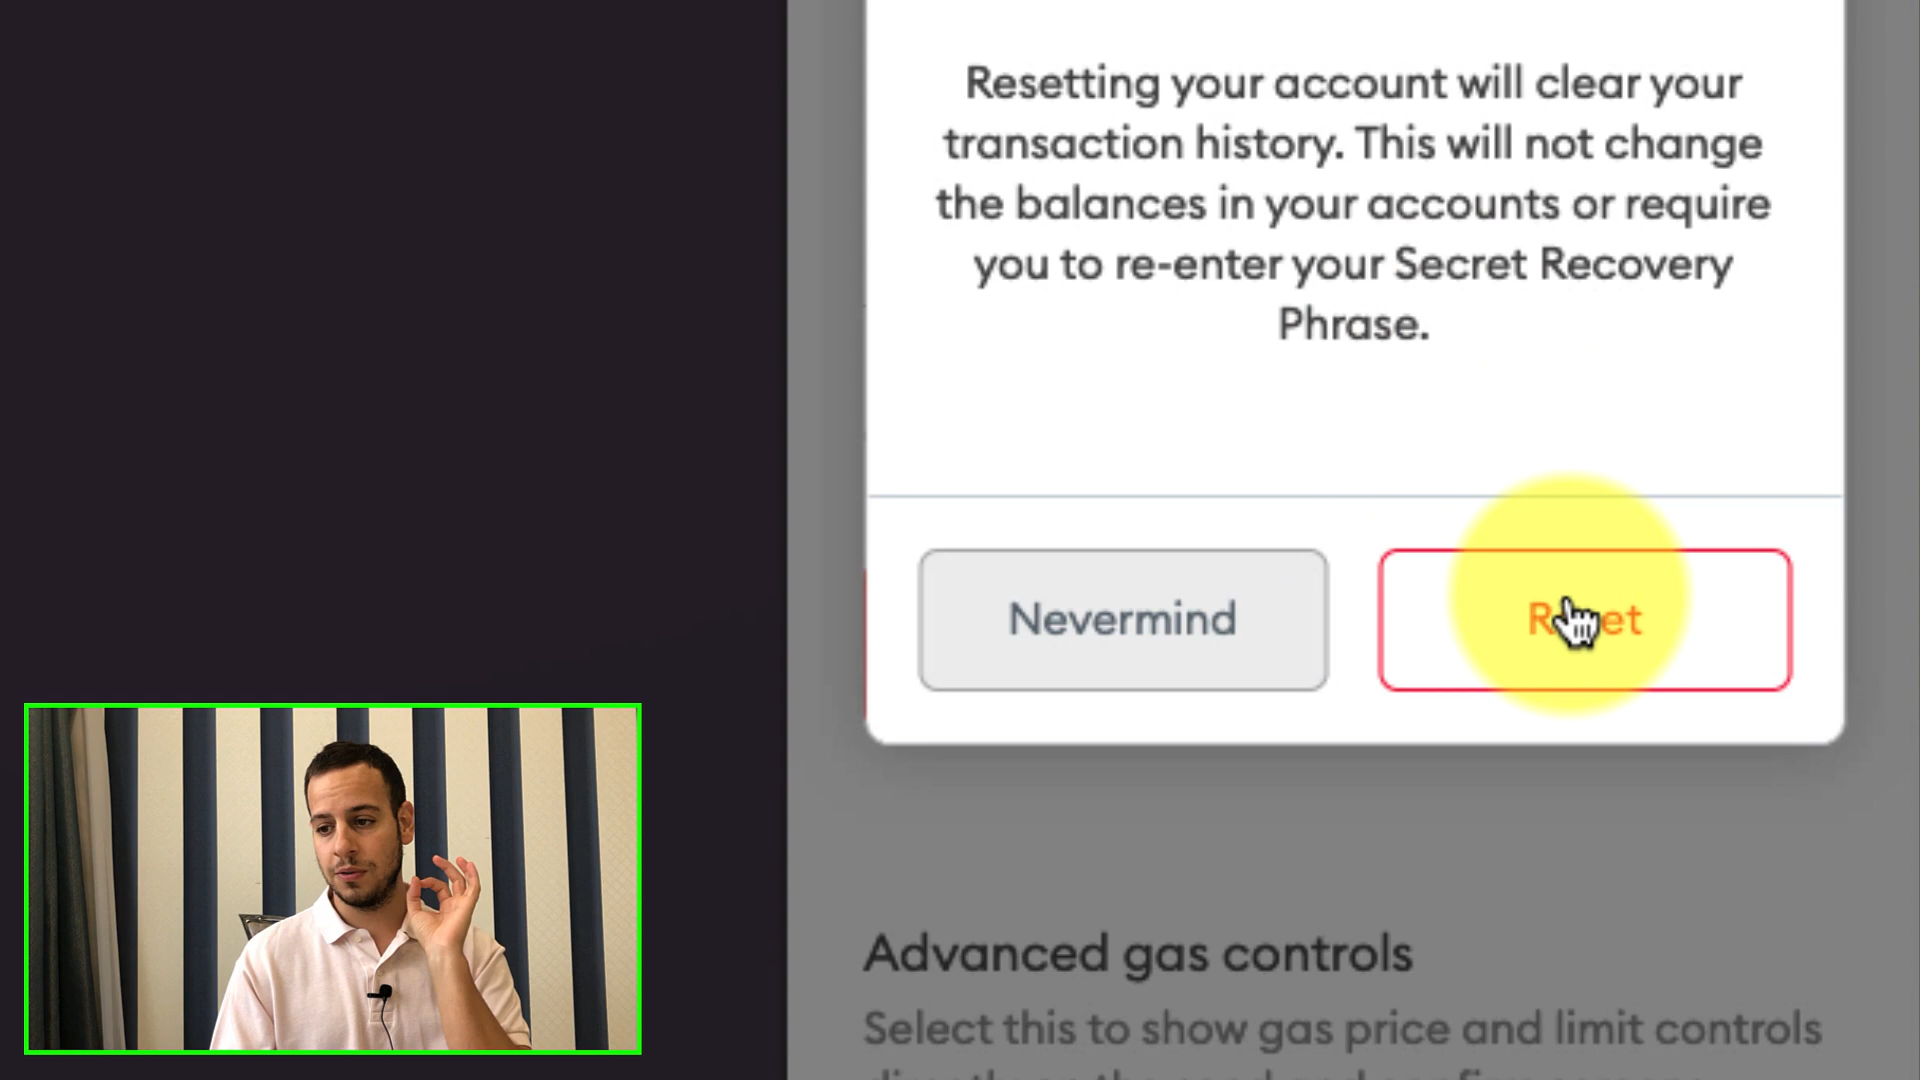 Resetting your account will clear your
transaction history. This will not change
the balances in your accounts or require
you to re-enter your Secret Recovery
Phrase.
Nevermind
Advanced gas controls
Select this to show gas price and limit controls